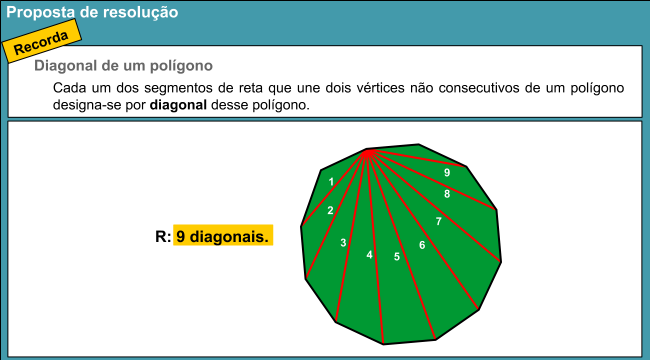 Proposta de resolução
Recorda
Diagonal de um polígono
Cada um dos segmentos de reta que une dois vértices não consecutivos de um polígono
designa-se por diagonal desse polígono.
R: 9 diagonais.
1
2
3
4
5
6
7
8
9